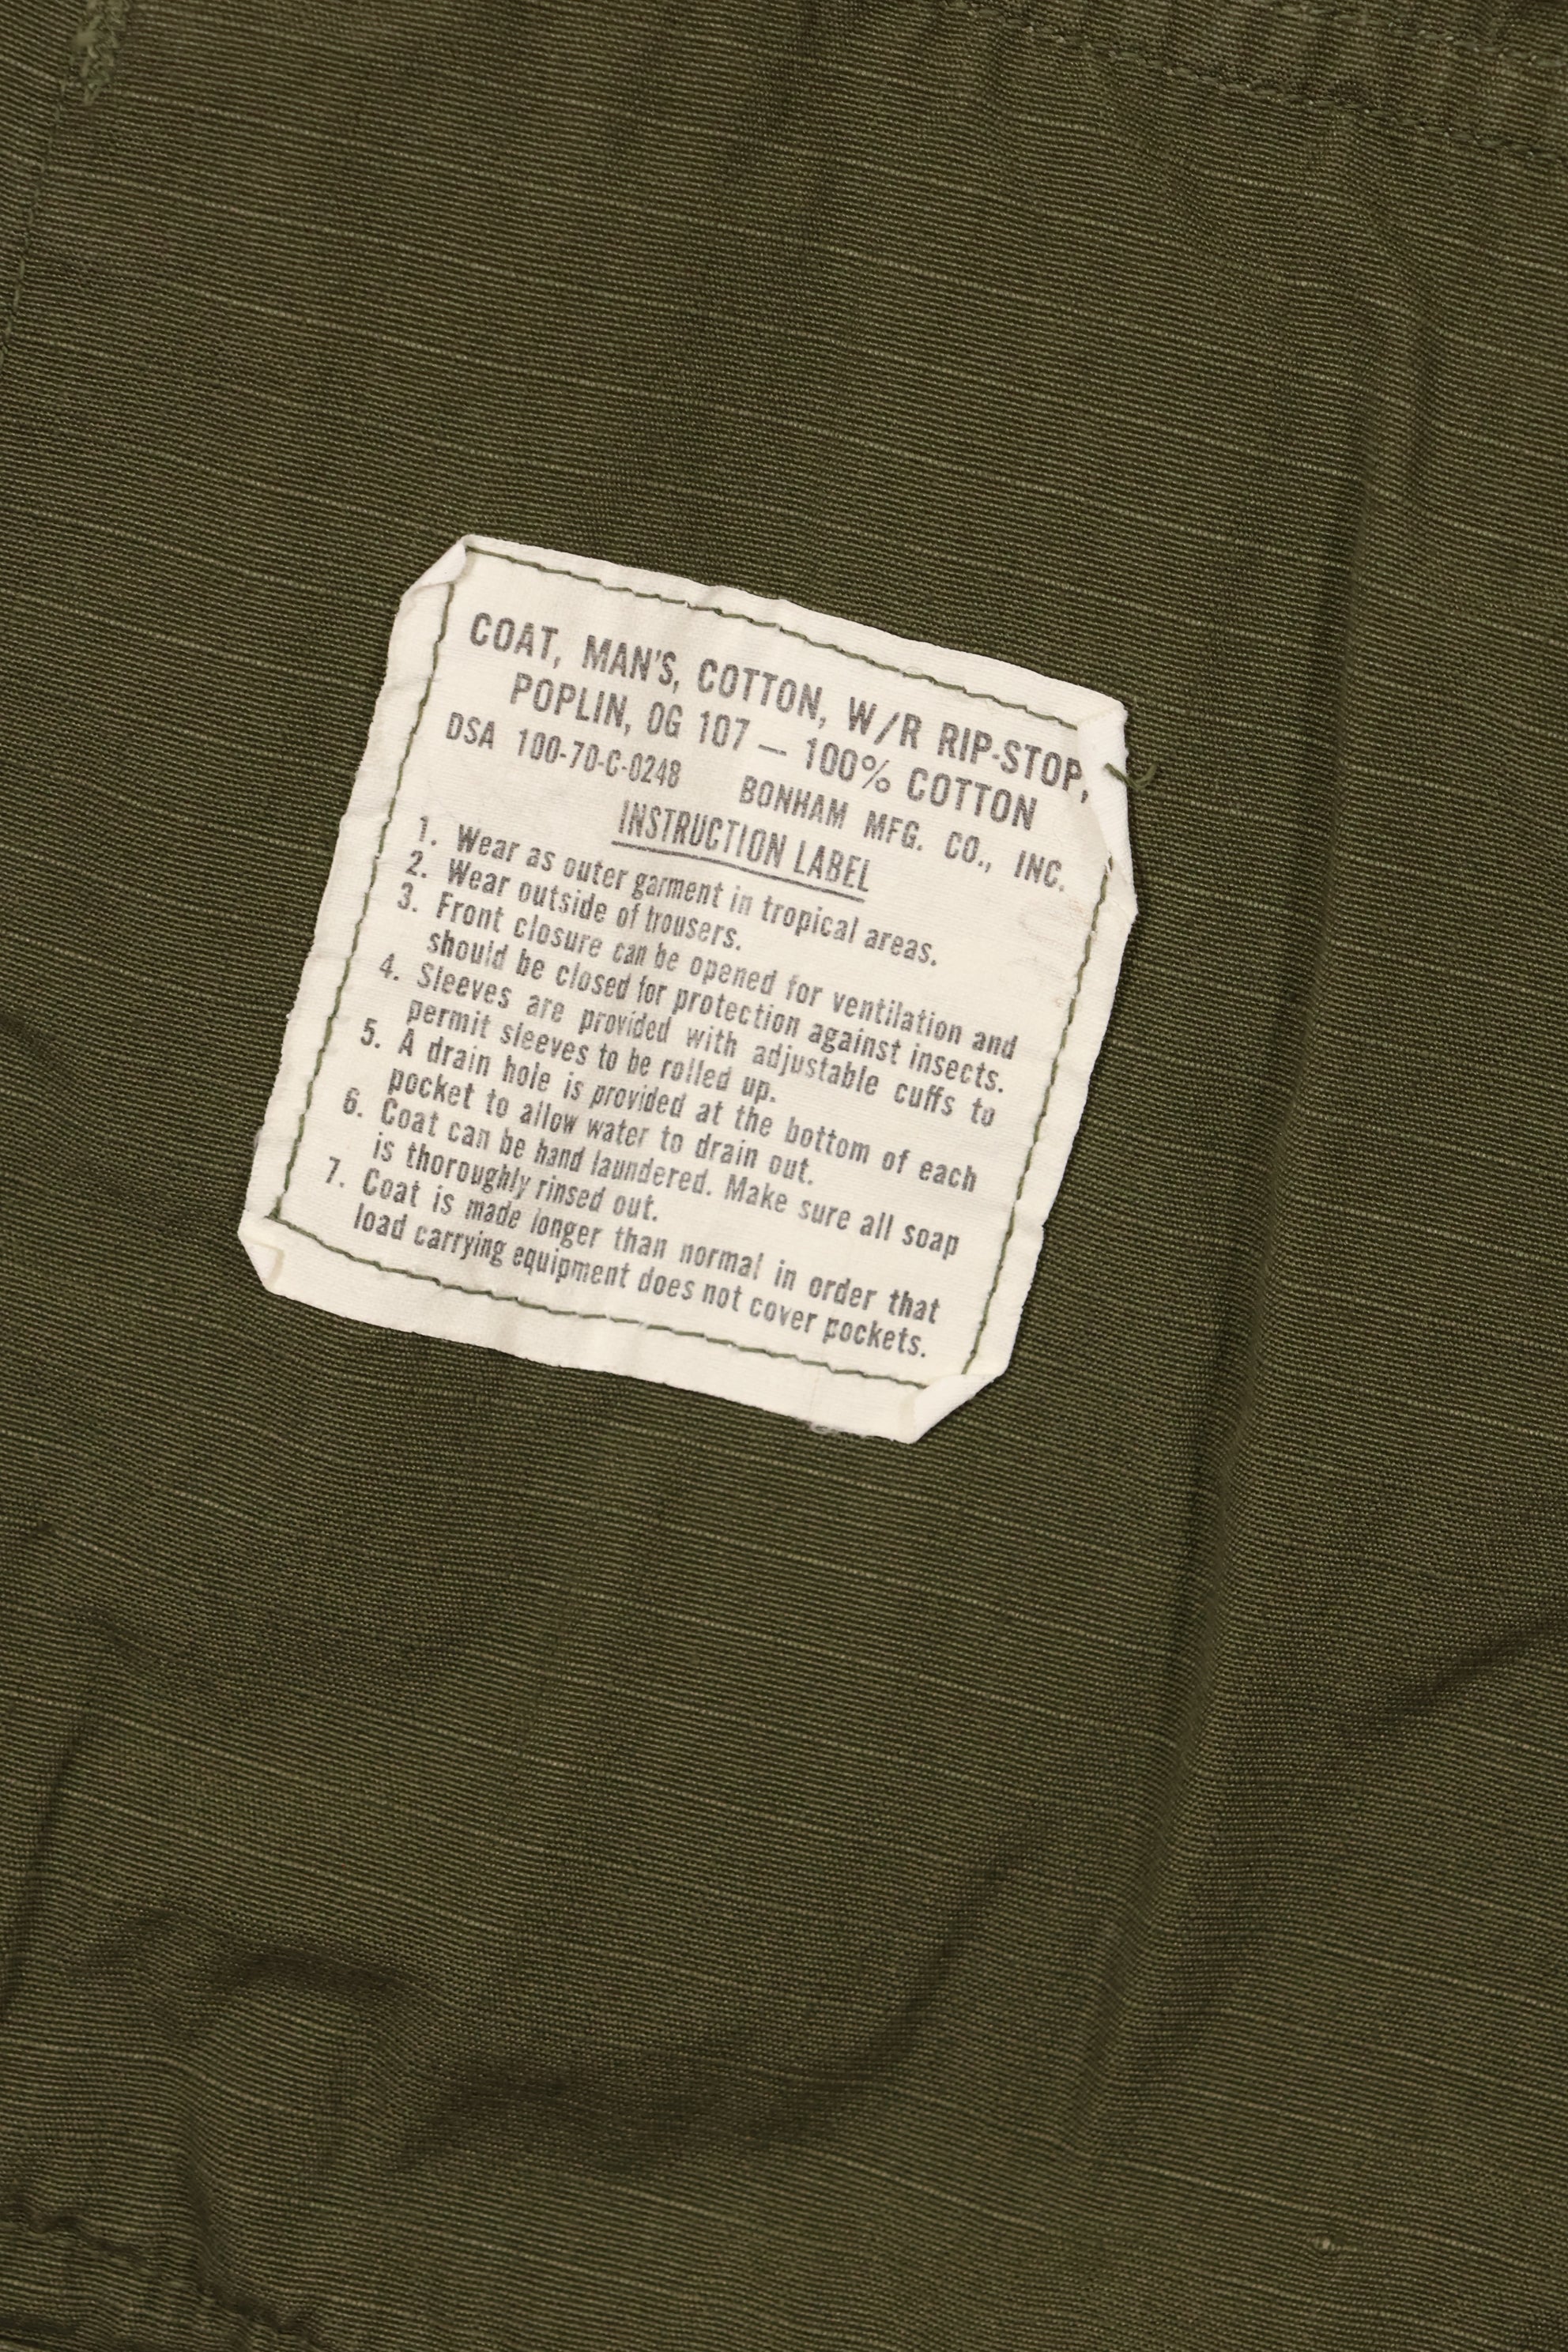 COAT, MAN'S, COTTON, W/R RIP-STOP,
POPLIN, OG 107 — 100% COTTON
DSA 100-70-C-0248 BONHAM MFG. CO., INC.
INSTRUCTION LABEL
1. Wear as outer garment in tropical areas.
2. Wear outside of trousers.
3. Front closure can be opened for ventilation and
should be closed for protection against insects.
4. Sleeves are provided with adjustable cuffs to
permit sleeves to be rolled up.
5. A drain hole is provided at the bottom of each
pocket to allow water to drain out.
6. Coat can be hand laundered. Make sure all soap
is thoroughly rinsed out.
7. Coat is made longer than normal in order that
load carrying equipment does not cover pockets.